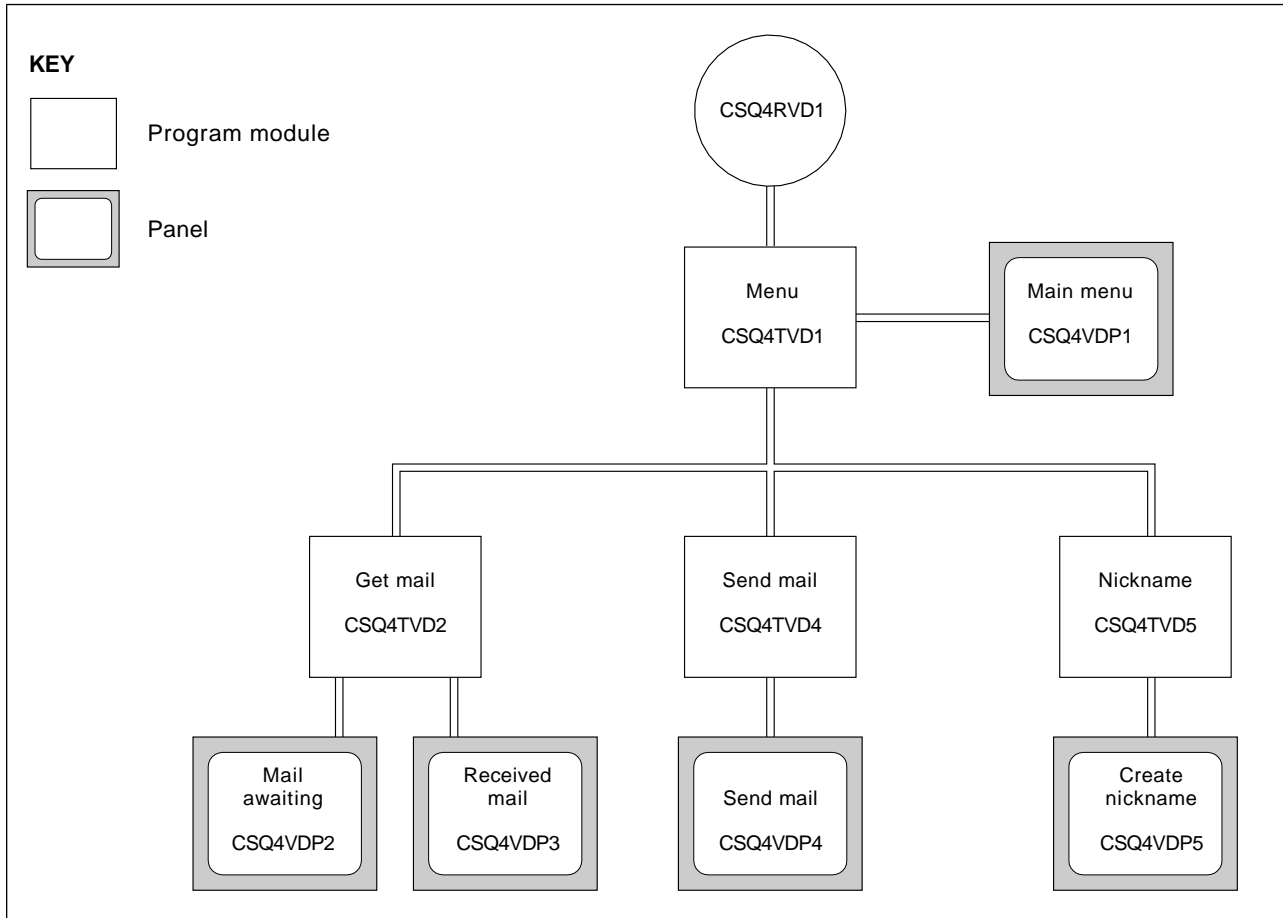 KEY
Program module
Panel
CSQ4RVD1
Menu
CSQ4TVD1
Main menu
CSQ4VDP1
Get mail
CSQ4TVD2
Send mail
CSQ4TVD4
Nickname
CSQ4TVD5
Mail
awaiting
CSQ4VDP2
Received
mail
CSQ4VDP3
Send mail
CSQ4VDP4
Create
nickname
CSQ4VDP5